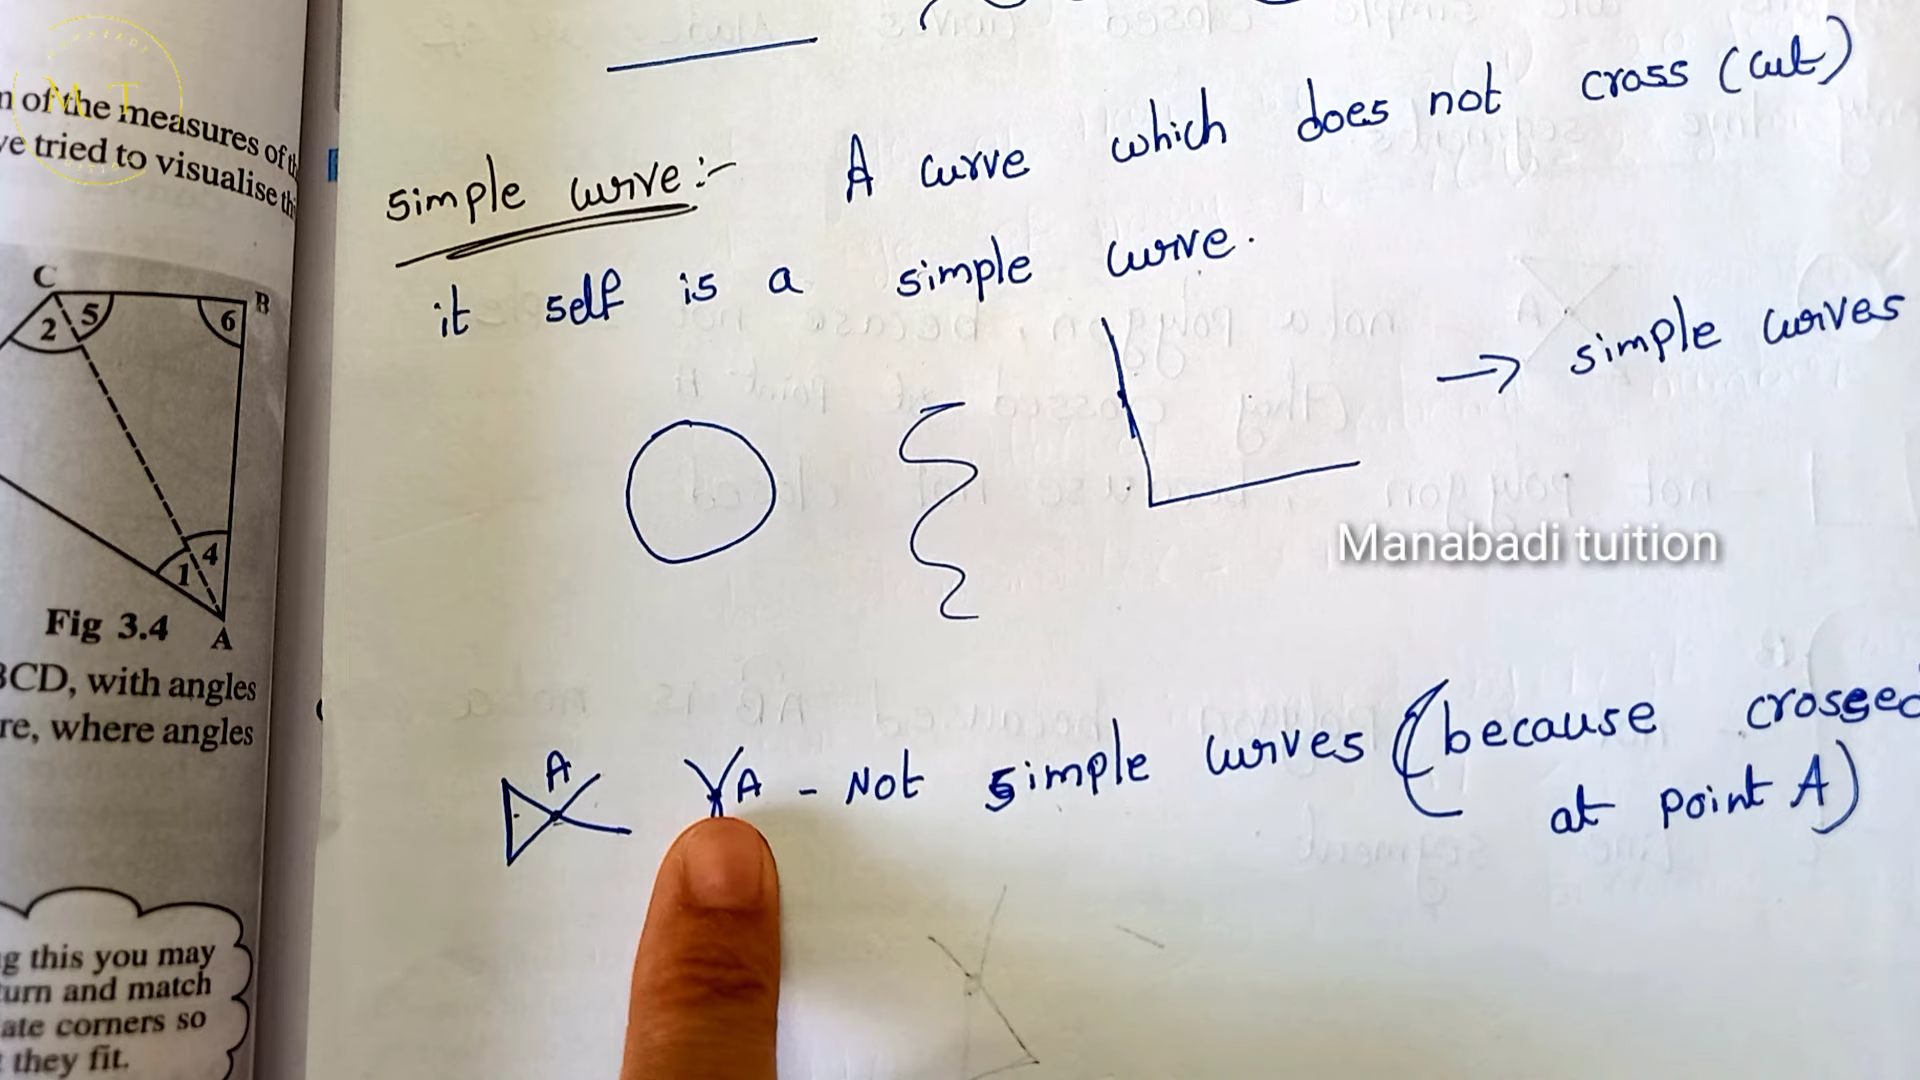 M T
n of the measures of
ve tried to visualise
C
B
2
5
6
1
4
Fig 3.4
A
BCD, with angles
re, where angles
g this you may
urn and match
ate corners so
they fit.
simple curve:- A curve which does not cross (cut)
it self is a simple curve.
→ simple curves
Manabadi tuition
A
A - Not simple curves (because crossed
at point A)